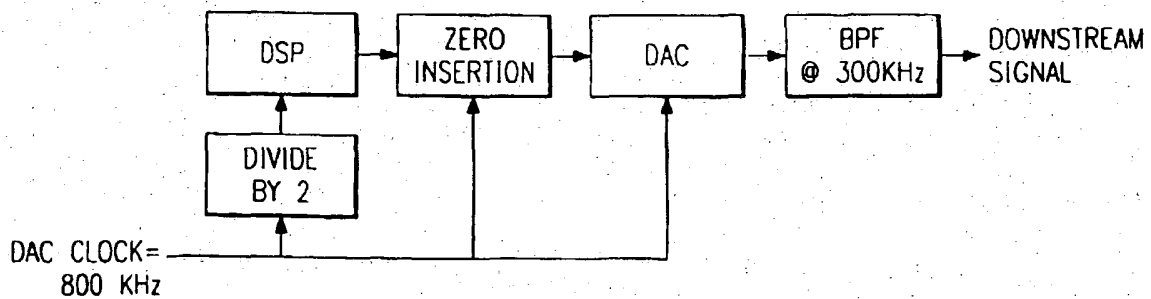 DSP
ZERO
INSERTION
DAC
BPF
@ 300KHz
DOWNSTREAM
SIGNAL
DIVIDE
BY 2
DAC CLOCK=
800 KHz